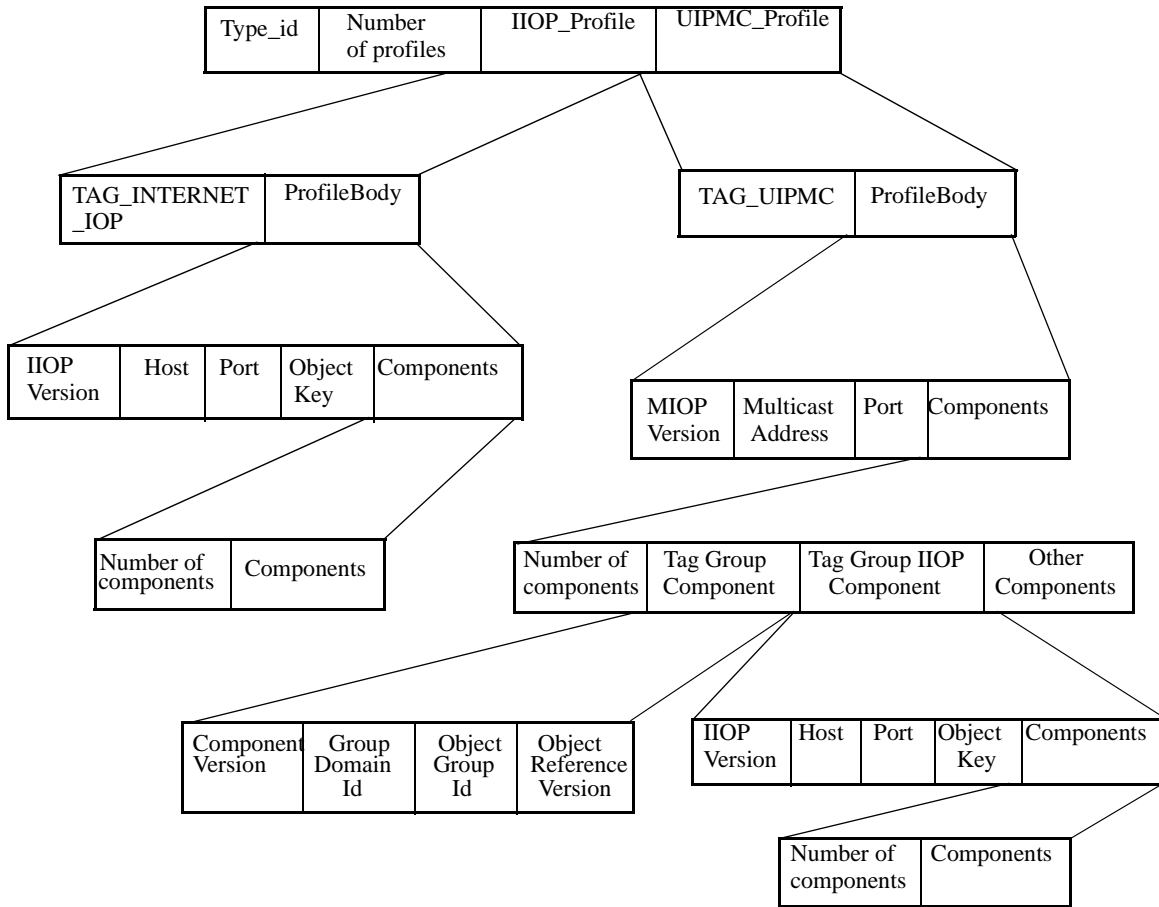 Type_id
Number
of profiles
IIOP_Profile
UIPMC_Profile
TAG_INTERNET
_IOP
ProfileBody
TAG_UIPMC
ProfileBody
IIOP
Version
Host
Port
Object
Key
Components
MIOP
Version
Multicast
Address
Port
Components
Number of
components
Components
Number of
components
Tag Group
Component
Tag Group IIOP
Component
Other
Components
Component
Version
Group
Domain
Id
Object
Group
Id
Object
Reference
Version
IIOP
Version
Host
Port
Object
Key
Components
Number of
components
Components